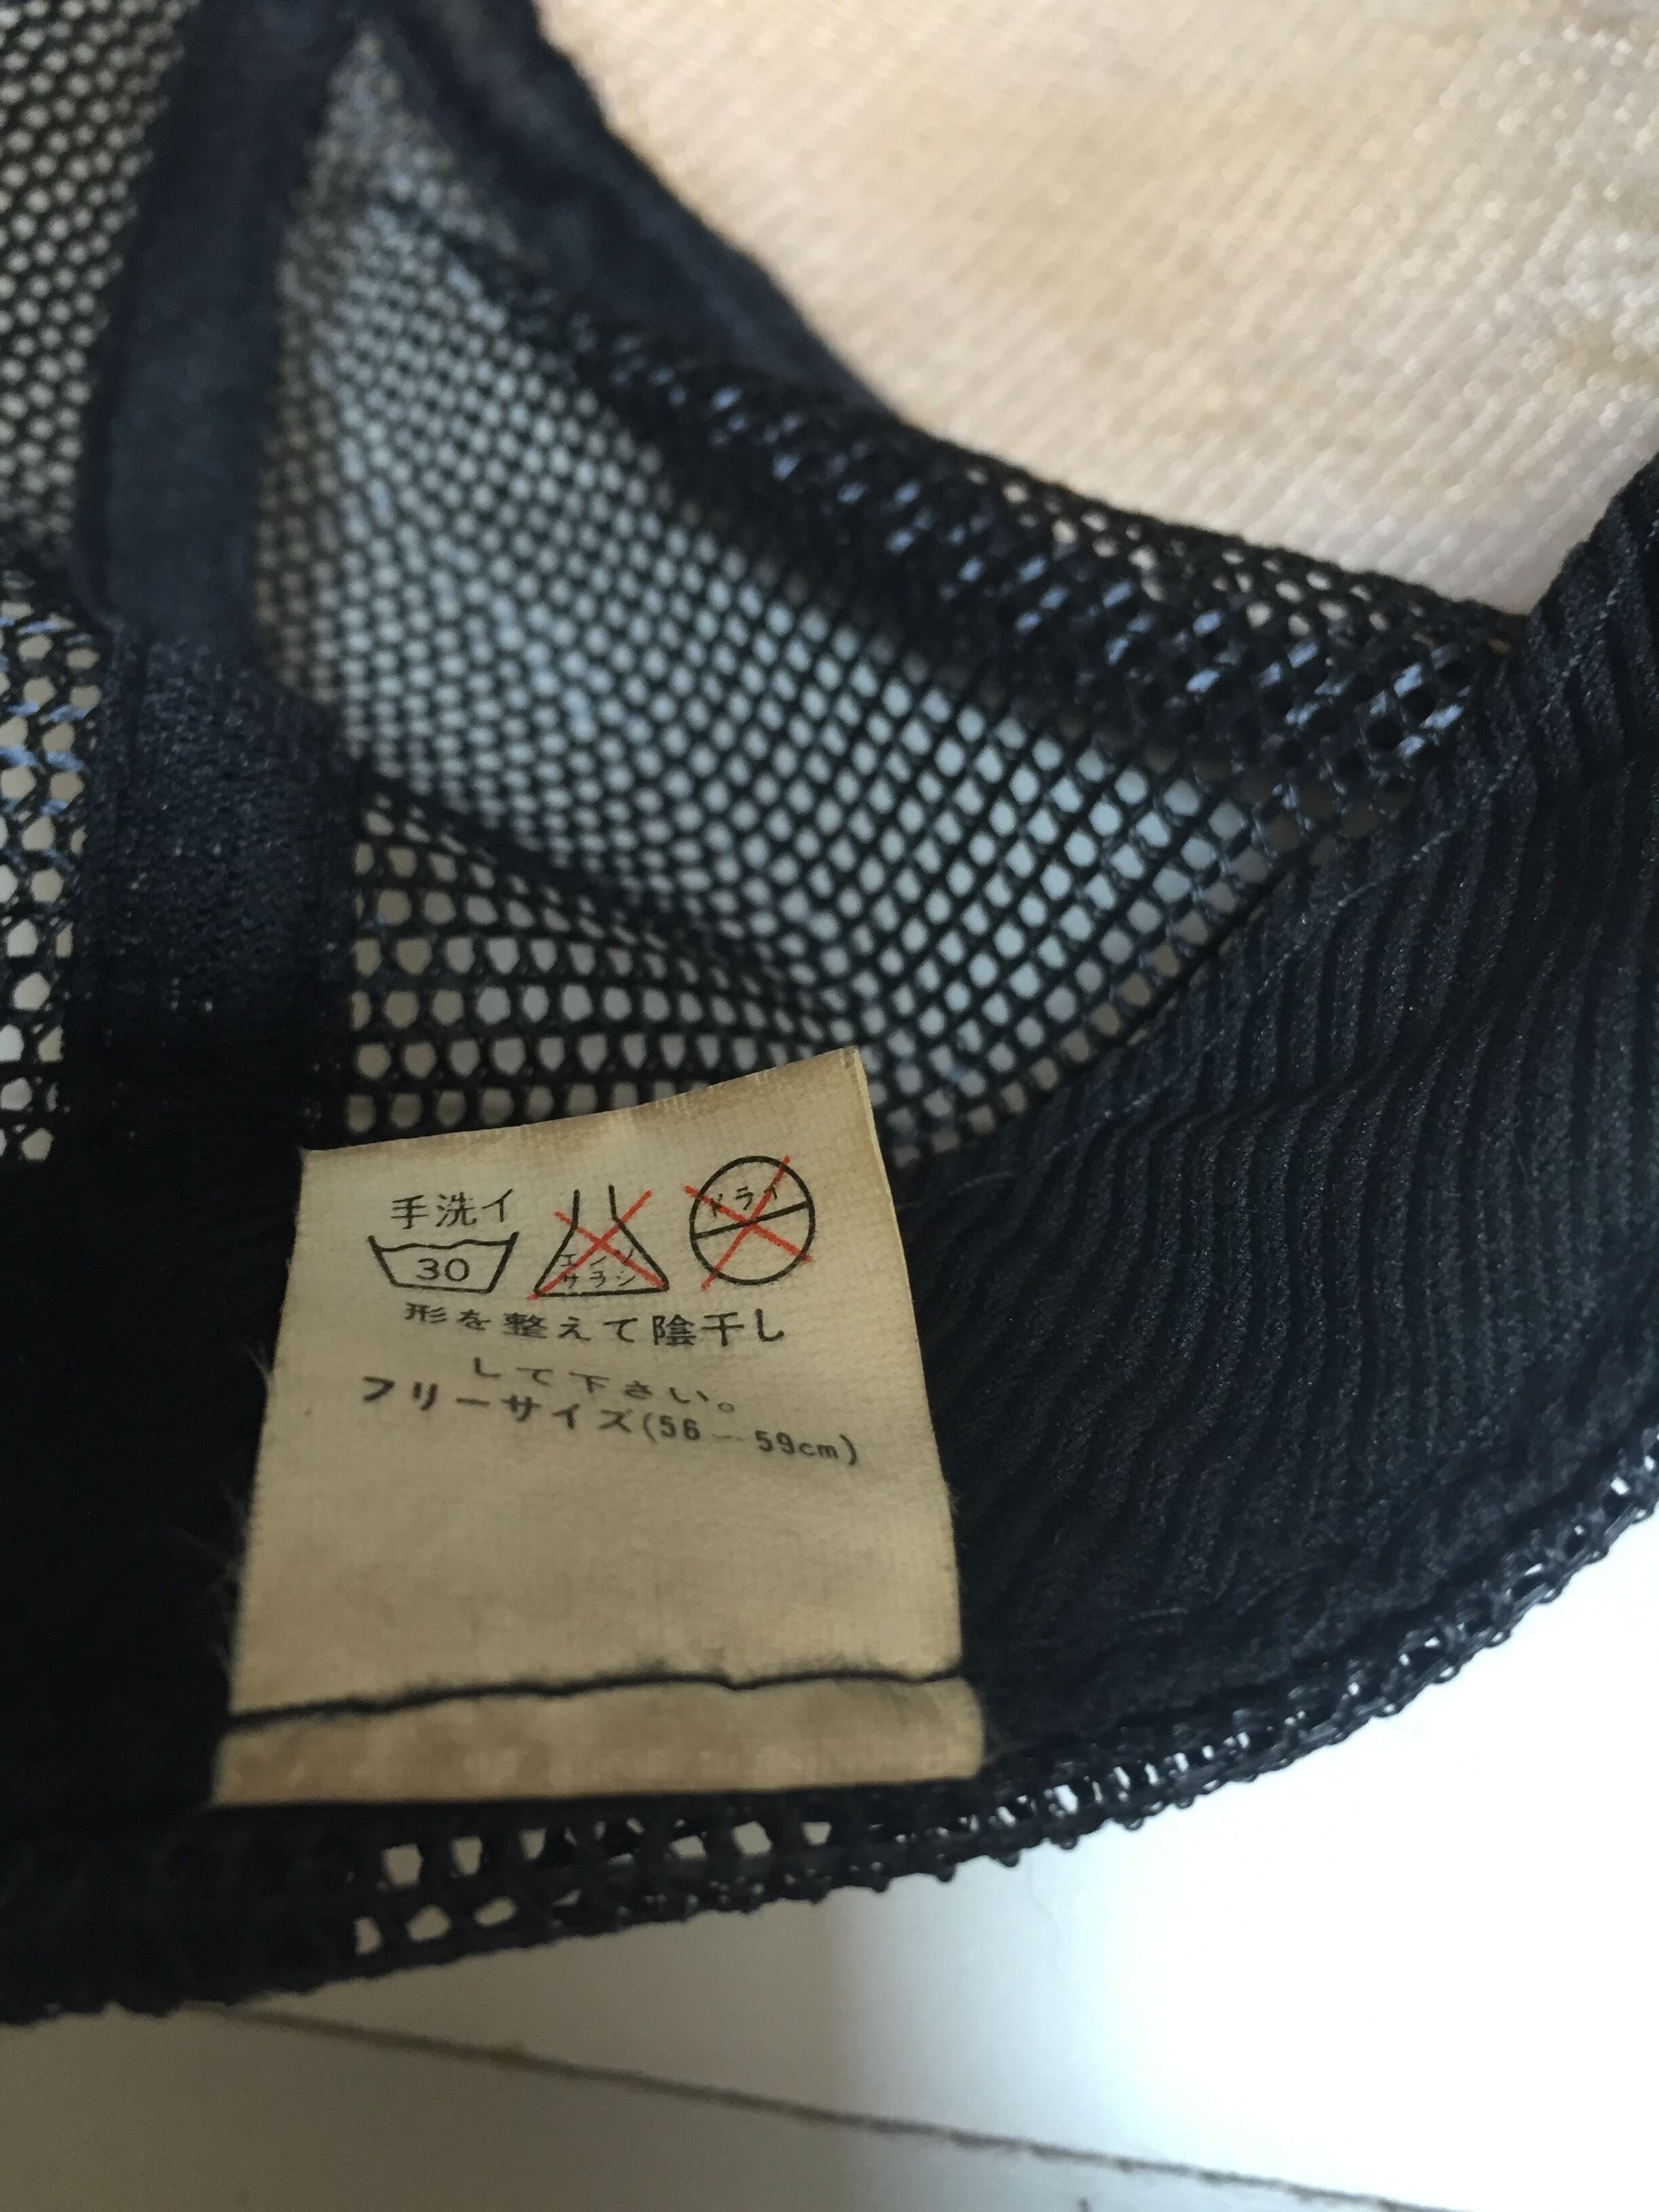 手洗イ
30
エンソ
サラシ
ドライ
形を整えて陰干し
して下さい。
フリーサイズ(56－59cm)